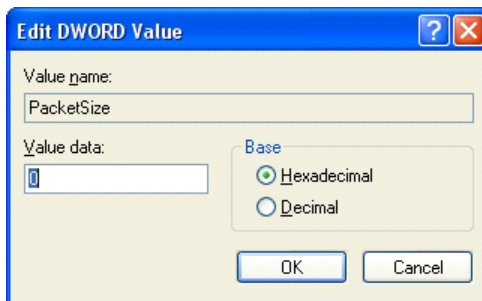 Edit DWORD Value
Value name:
PacketSize
Value data:
0
Base
Hexadecimal
Decimal
OK
Cancel